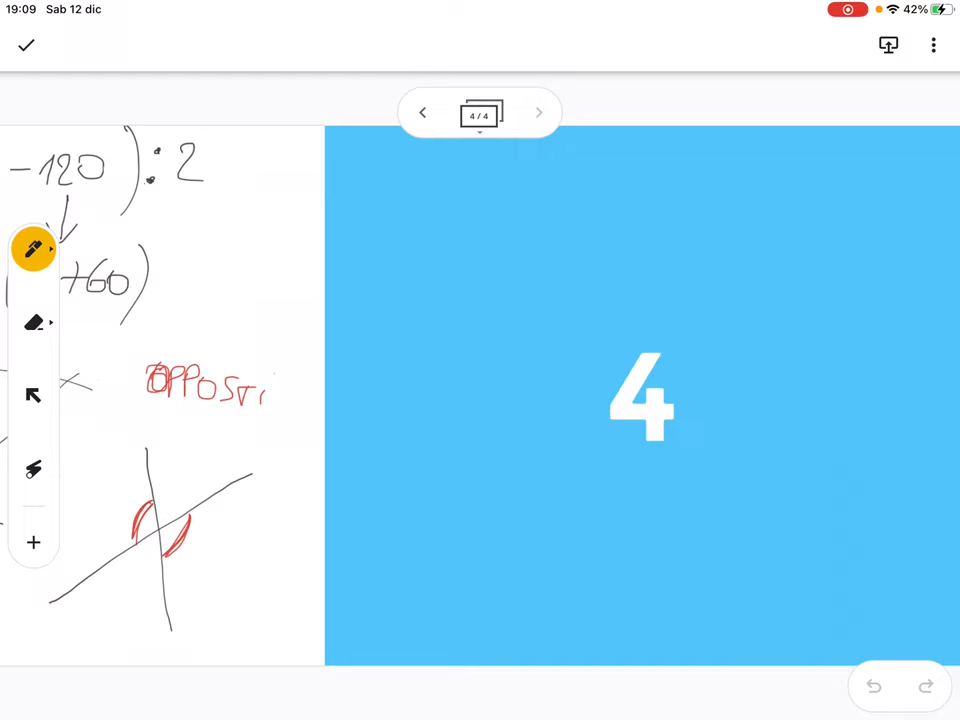 19:09 Sab 12 dic
42%
4 / 4
-120) : 2
+60)
x
OPPOSTI
4